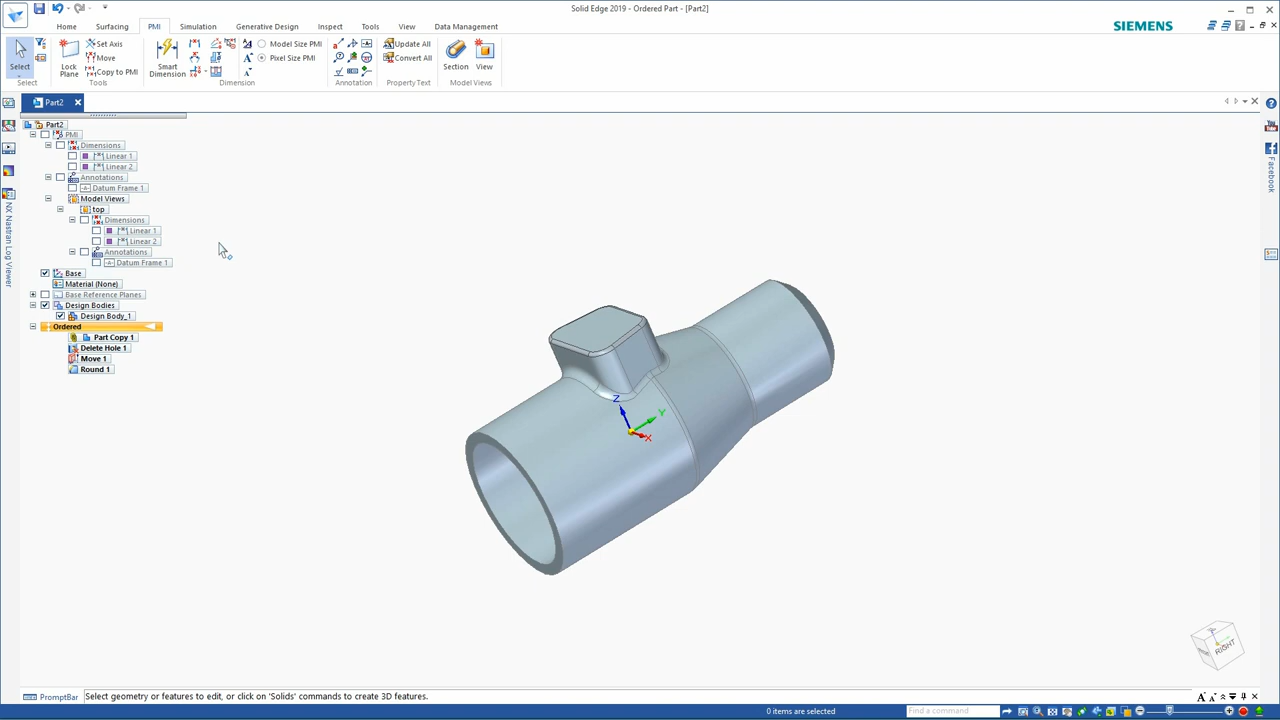 Solid Edge 2019 - Ordered Part - [Part2]
Home Surfacing PMI Simulation Generative Design Inspect Tools View Data Management
SIEMENS
Select
Select
Lock Plane
Set Axis
Move
Copy to PMI
Tools
Smart Dimension
Model Size PMI
Pixel Size PMI
Dimension
Annotation
Update All
Convert All
Property Text
Section
View
Model Views
Part2
Part2
PMI
Dimensions
Linear 1
Linear 2
Annotations
Datum Frame 1
Model Views
top
Dimensions
Linear 1
Linear 2
Annotations
Datum Frame 1
Base
Material (None)
Base Reference Planes
Design Bodies
Design Body_1
Ordered
Part Copy 1
Delete Hole 1
Move 1
Round 1
NX Nastran Log Viewer
Facebook
You Tube
Z
Y
X
RIGHT
PromptBar
Select geometry or features to edit, or click on 'Solids' commands to create 3D features.
0 items are selected
Find a command